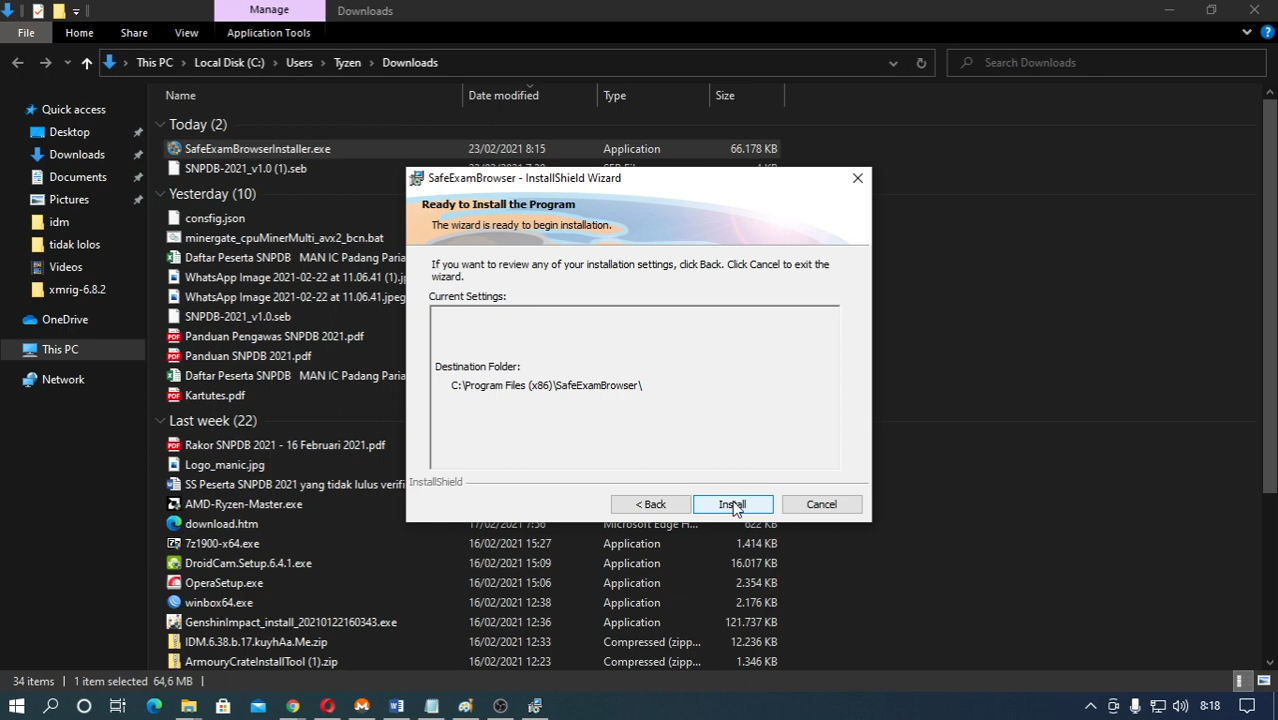 Manage
Downloads
File
Home
Share
View
Application Tools
This PC
Local Disk (C:)
Users
Tyzen
Downloads
Search Downloads
Name
Date modified
Type
Size
Quick access
Desktop
Downloads
Documents
Pictures
idm
tidak lolos
Videos
xmrig-6.8.2
OneDrive
This PC
Network
Today (2)
SafeExamBrowserInstaller.exe
23/02/2021 8:15
Application
66.178 KB
SNPDB-2021_v1.0 (1).seb
Yesterday (10)
consfig.json
minergate_cpuMinerMulti_avx2_bcn.bat
Daftar Peserta SNPDB MAN IC Padang Paria
WhatsApp Image 2021-02-22 at 11.06.41 (1).j
WhatsApp Image 2021-02-22 at 11.06.41.jpeg
SNPDB-2021_v1.0.seb
Panduan Pengawas SNPDB 2021.pdf
Panduan SNPDB 2021.pdf
Daftar Peserta SNPDB MAN IC Padang Paria
Kartutes.pdf
Last week (22)
Rakor SNPDB 2021 - 16 Februari 2021.pdf
Logo_manic.jpg
SS Peserta SNPDB 2021 yang tidak lulus verifi
AMD-Ryzen-Master.exe
download.htm
17/02/2021 7:56
Microsoft Edge H...
622 KB
7z1900-x64.exe
16/02/2021 15:27
Application
1.414 KB
DroidCam.Setup.6.4.1.exe
16/02/2021 15:09
Application
16.017 KB
OperaSetup.exe
16/02/2021 15:06
Application
2.354 KB
winbox64.exe
16/02/2021 12:38
Application
2.176 KB
GenshinImpact_install_20210122160343.exe
16/02/2021 12:36
Application
121.737 KB
IDM.6.38.b.17.kuyhAa.Me.zip
16/02/2021 12:33
Compressed (zipp...
12.236 KB
ArmouryCrateInstallTool (1).zip
16/02/2021 12:23
Compressed (zipp...
1.346 KB
SafeExamBrowser - InstallShield Wizard
Ready to Install the Program
The wizard is ready to begin installation.
If you want to review any of your installation settings, click Back. Click Cancel to exit the
wizard.
Current Settings:
Destination Folder:
C:\Program Files (x86)\SafeExamBrowser\
InstallShield
< Back
Install
Cancel
34 items
1 item selected 64,6 MB
8:18